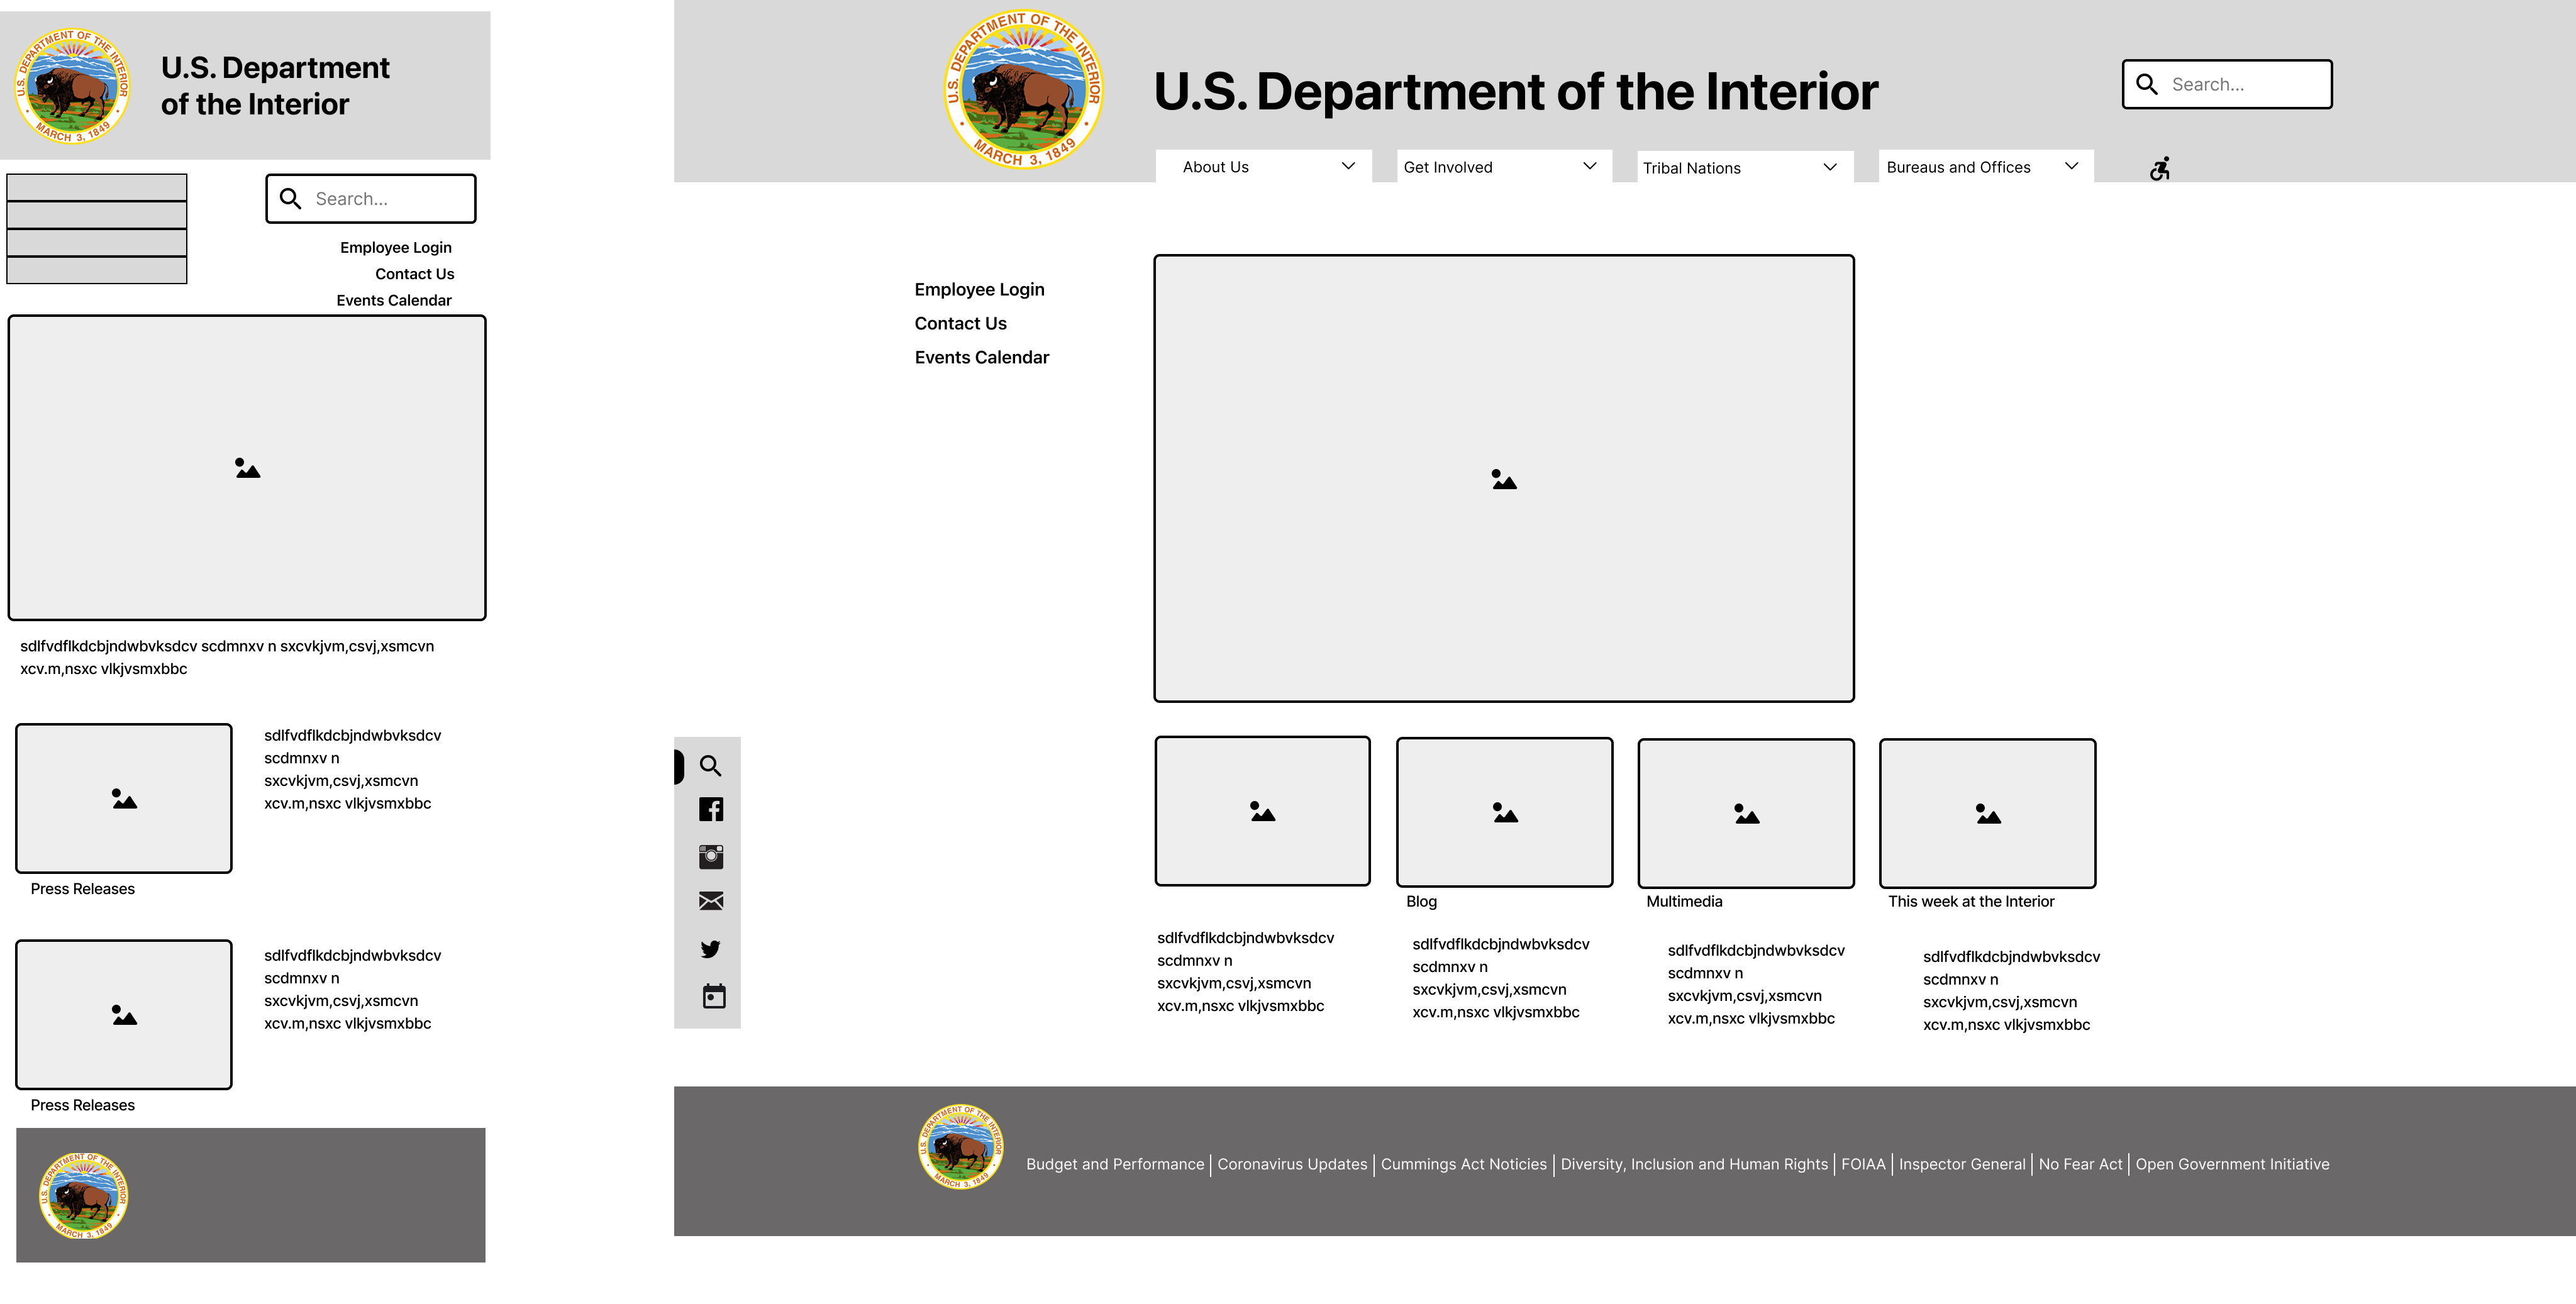 U.S. DEPARTMENT OF THE INTERIOR
MARCH 3, 1849
U.S. Department
of the Interior
Search...
Employee Login
Contact Us
Events Calendar
sdlfvdflkdcbjndwbvksdcv scdmnxv n sxcvkjvm,csvj,xsmcvn
xcv.m,nsxc vlkjvsmxbbc
sdlfvdflkdcbjndwbvksdcv
scdmnxv n
sxcvkjvm,csvj,xsmcvn
xcv.m,nsxc vlkjvsmxbbc
Press Releases
sdlfvdflkdcbjndwbvksdcv
scdmnxv n
sxcvkjvm,csvj,xsmcvn
xcv.m,nsxc vlkjvsmxbbc
Press Releases
U.S. DEPARTMENT OF THE INTERIOR
MARCH 3, 1849
U.S. DEPARTMENT OF THE INTERIOR
MARCH 3, 1849
U.S. Department of the Interior
Search...
About Us
Get Involved
Tribal Nations
Bureaus and Offices
Employee Login
Contact Us
Events Calendar
Blog
Multimedia
This week at the Interior
sdlfvdflkdcbjndwbvksdcv
scdmnxv n
sxcvkjvm,csvj,xsmcvn
xcv.m,nsxc vlkjvsmxbbc
sdlfvdflkdcbjndwbvksdcv
scdmnxv n
sxcvkjvm,csvj,xsmcvn
xcv.m,nsxc vlkjvsmxbbc
sdlfvdflkdcbjndwbvksdcv
scdmnxv n
sxcvkjvm,csvj,xsmcvn
xcv.m,nsxc vlkjvsmxbbc
sdlfvdflkdcbjndwbvksdcv
scdmnxv n
sxcvkjvm,csvj,xsmcvn
xcv.m,nsxc vlkjvsmxbbc
U.S. DEPARTMENT OF THE INTERIOR
MARCH 3, 1849
Budget and Performance | Coronavirus Updates | Cummings Act Noticies | Diversity, Inclusion and Human Rights | FOIAA | Inspector General | No Fear Act | Open Government Initiative